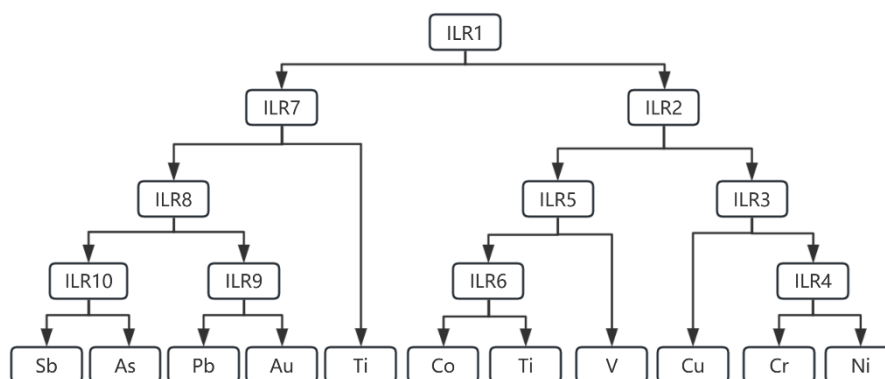 ILR1
ILR7 ILR2
ILR8 ILR5 ILR3
ILR10 ILR9 ILR6 ILR4
Sb As Pb Au Ti Co Ti V Cu Cr Ni